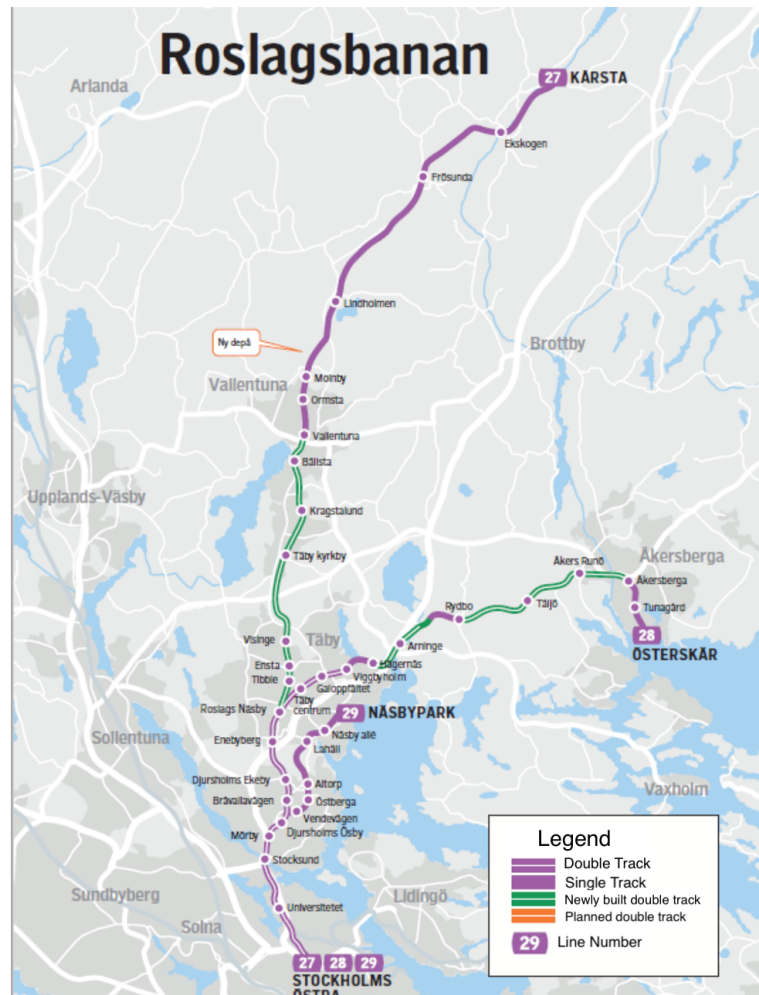 Roslagsbanan
27 KÅRSTA
Arlanda
Ekskogen
Frösunda
Lindholmen
Ny depå
Brottby
Vallentuna
Molnby
Ormsta
Vallentuna
Bällsta
Upplands-Väsby
Kragstalund
Täby kyrkby
Åkers Runö
Åkersberga
Åkersberga
Rydbo
Täljö
Tunagård
28
ÖSTERSKÄR
Visinge
Täby
Arninge
Ensta
Hägernäs
Tibble
Viggbyholm
Galoppfältet
Täby
centrum
Roslags Näsby
29 NÄSBYPARK
Sollentuna
Enebyberg
Näsby allé
Lahäll
Djursholms Ekeby
Altorp
Vaxholm
Bråvallavägen
Östberga
Vendevägen
Mörby
Djursholms Ösby
Stocksund
Sundbyberg
Lidingö
Universitetet
Solna
27 28 29
STOCKHOLMS
ÖSTRA
Legend
Double Track
Single Track
Newly built double track
Planned double track
29 Line Number